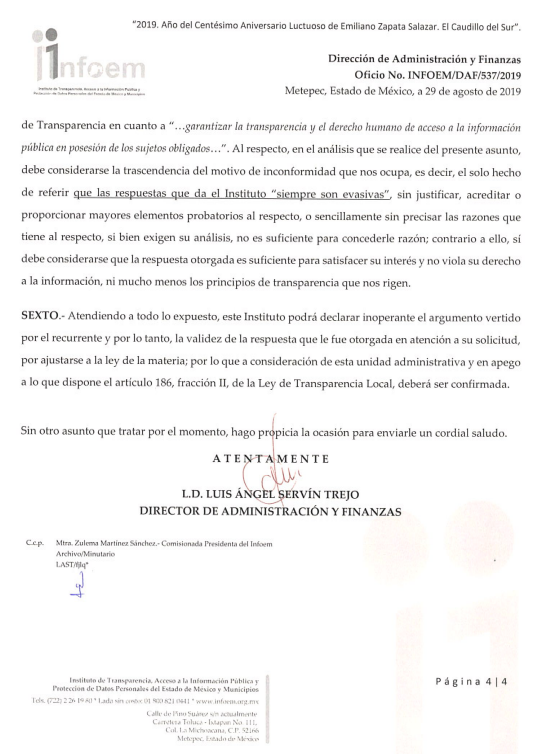 "2019. Año del Centésimo Aniversario Luctuoso de Emiliano Zapata Salazar. El Caudillo del Sur".
infoem
Instituto de Transparencia, Acceso a la Información Pública y
Protección de Datos Personales del Estado de México y Municipios
Dirección de Administración y Finanzas
Oficio No. INFOEM/DAF/537/2019
Metepec, Estado de México, a 29 de agosto de 2019
de Transparencia en cuanto a "…garantizar la transparencia y el derecho humano de acceso a la información
pública en posesión de los sujetos obligados…". Al respecto, en el análisis que se realice del presente asunto,
debe considerarse la trascendencia del motivo de inconformidad que nos ocupa, es decir, el solo hecho
de referir que las respuestas que da el Instituto "siempre son evasivas", sin justificar, acreditar o
proporcionar mayores elementos probatorios al respecto, o sencillamente sin precisar las razones que
tiene al respecto, si bien exigen su análisis, no es suficiente para concederle razón; contrario a ello, sí
debe considerarse que la respuesta otorgada es suficiente para satisfacer su interés y no viola su derecho
a la información, ni mucho menos los principios de transparencia que nos rigen.
SEXTO.- Atendiendo a todo lo expuesto, este Instituto podrá declarar inoperante el argumento vertido
por el recurrente y por lo tanto, la validez de la respuesta que le fue otorgada en atención a su solicitud,
por ajustarse a la ley de la materia; por lo que a consideración de esta unidad administrativa y en apego
a lo que dispone el artículo 186, fracción II, de la Ley de Transparencia Local, deberá ser confirmada.
Sin otro asunto que tratar por el momento, hago propicia la ocasión para enviarle un cordial saludo.
ATENTAMENTE
L.D. LUIS ÁNGEL SERVÍN TREJO
DIRECTOR DE ADMINISTRACIÓN Y FINANZAS
C.c.p. Mtra. Zulema Martínez Sánchez.- Comisionada Presidenta del Infoem
Archivo/Minutario
LAST/fjlq*
Instituto de Transparencia, Acceso a la Información Pública y
Protección de Datos Personales del Estado de México y Municipios
Tels. (722) 2 26 19 80 * Lada sin costo: 01 800 821 0441 * www.infoem.org.mx
Calle de Pino Suárez sin actualmente
Carretera Toluca - Ixtapan No. 111,
Col. La Michoacana, C.P. 52166
Metepec, Estado de México
Página 4|4